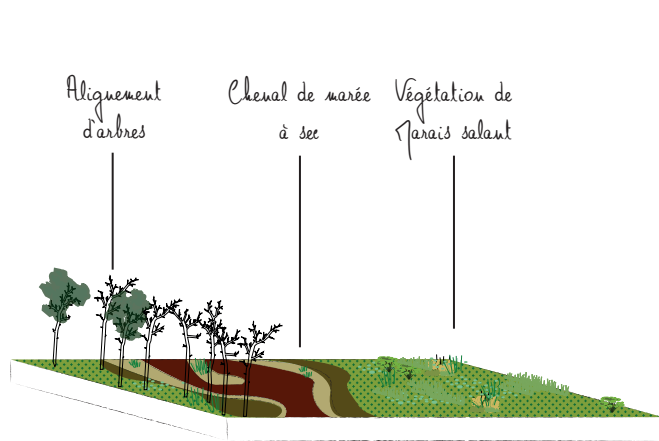 Alignement
d'arbres
Chenal de marée
à sec
Végétation de
Marais salant